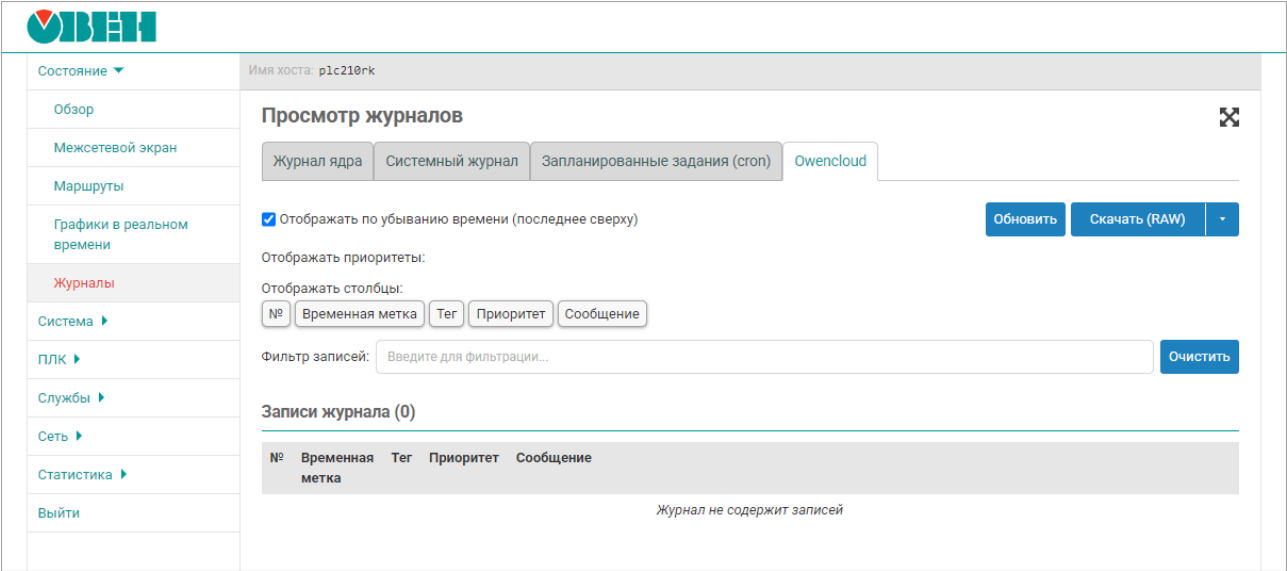 ОВЕН
Имя хоста: plc210rk
Состояние
Обзор
Межсетевой экран
Маршруты
Графики в реальном
времени
Журналы
Система
ПЛК
Службы
Сеть
Статистика
Выйти
Просмотр журналов
Журнал ядра Системный журнал Запланированные задания (cron) Owencloud
Отображать по убыванию времени (последнее сверху) Обновить Скачать (RAW)
Отображать приоритеты:
Отображать столбцы:
№ Временная метка Тег Приоритет Сообщение
Фильтр записей: Введите для фильтрации... Очистить
Записи журнала (0)
№ Временная Тег Приоритет Сообщение
метка
Журнал не содержит записей